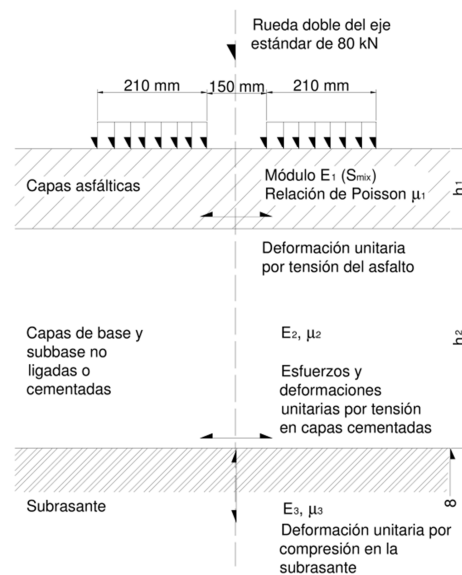 Rueda doble del eje
estándar de 80 kN
210 mm 150 mm 210 mm
Capas asfálticas
Módulo E1 (Smix)
Relación de Poisson μ1
h1
Deformación unitaria
por tensión del asfalto
Capas de base y
subbase no
ligadas o
cementadas
E2, μ2
h2
Esfuerzos y
deformaciones
unitarias por tensión
en capas cementadas
Subrasante
E3, μ3
∞
Deformación unitaria por
compresión en la
subrasante